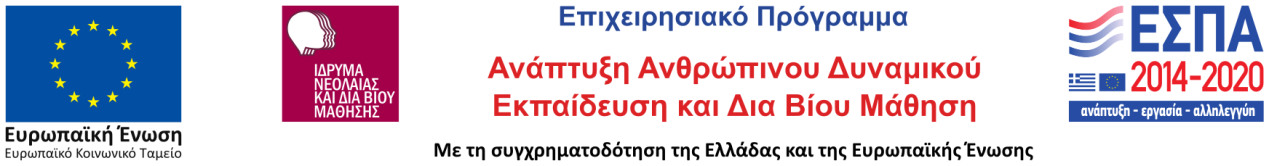 Ευρωπαϊκή Ένωση
Ευρωπαϊκό Κοινωνικό Ταμείο
ΙΔΡΥΜΑ
ΝΕΟΛΑΙΑΣ
ΚΑΙ ΔΙΑ ΒΙΟΥ
ΜΑΘΗΣΗΣ
Επιχειρησιακό Πρόγραμμα
Ανάπτυξη Ανθρώπινου Δυναμικού
Εκπαίδευση και Δια Βίου Μάθηση
Με τη συγχρηματοδότηση της Ελλάδας και της Ευρωπαϊκής Ένωσης
ΕΣΠΑ
2014-2020
ανάπτυξη - εργασία - αλληλεγγύη